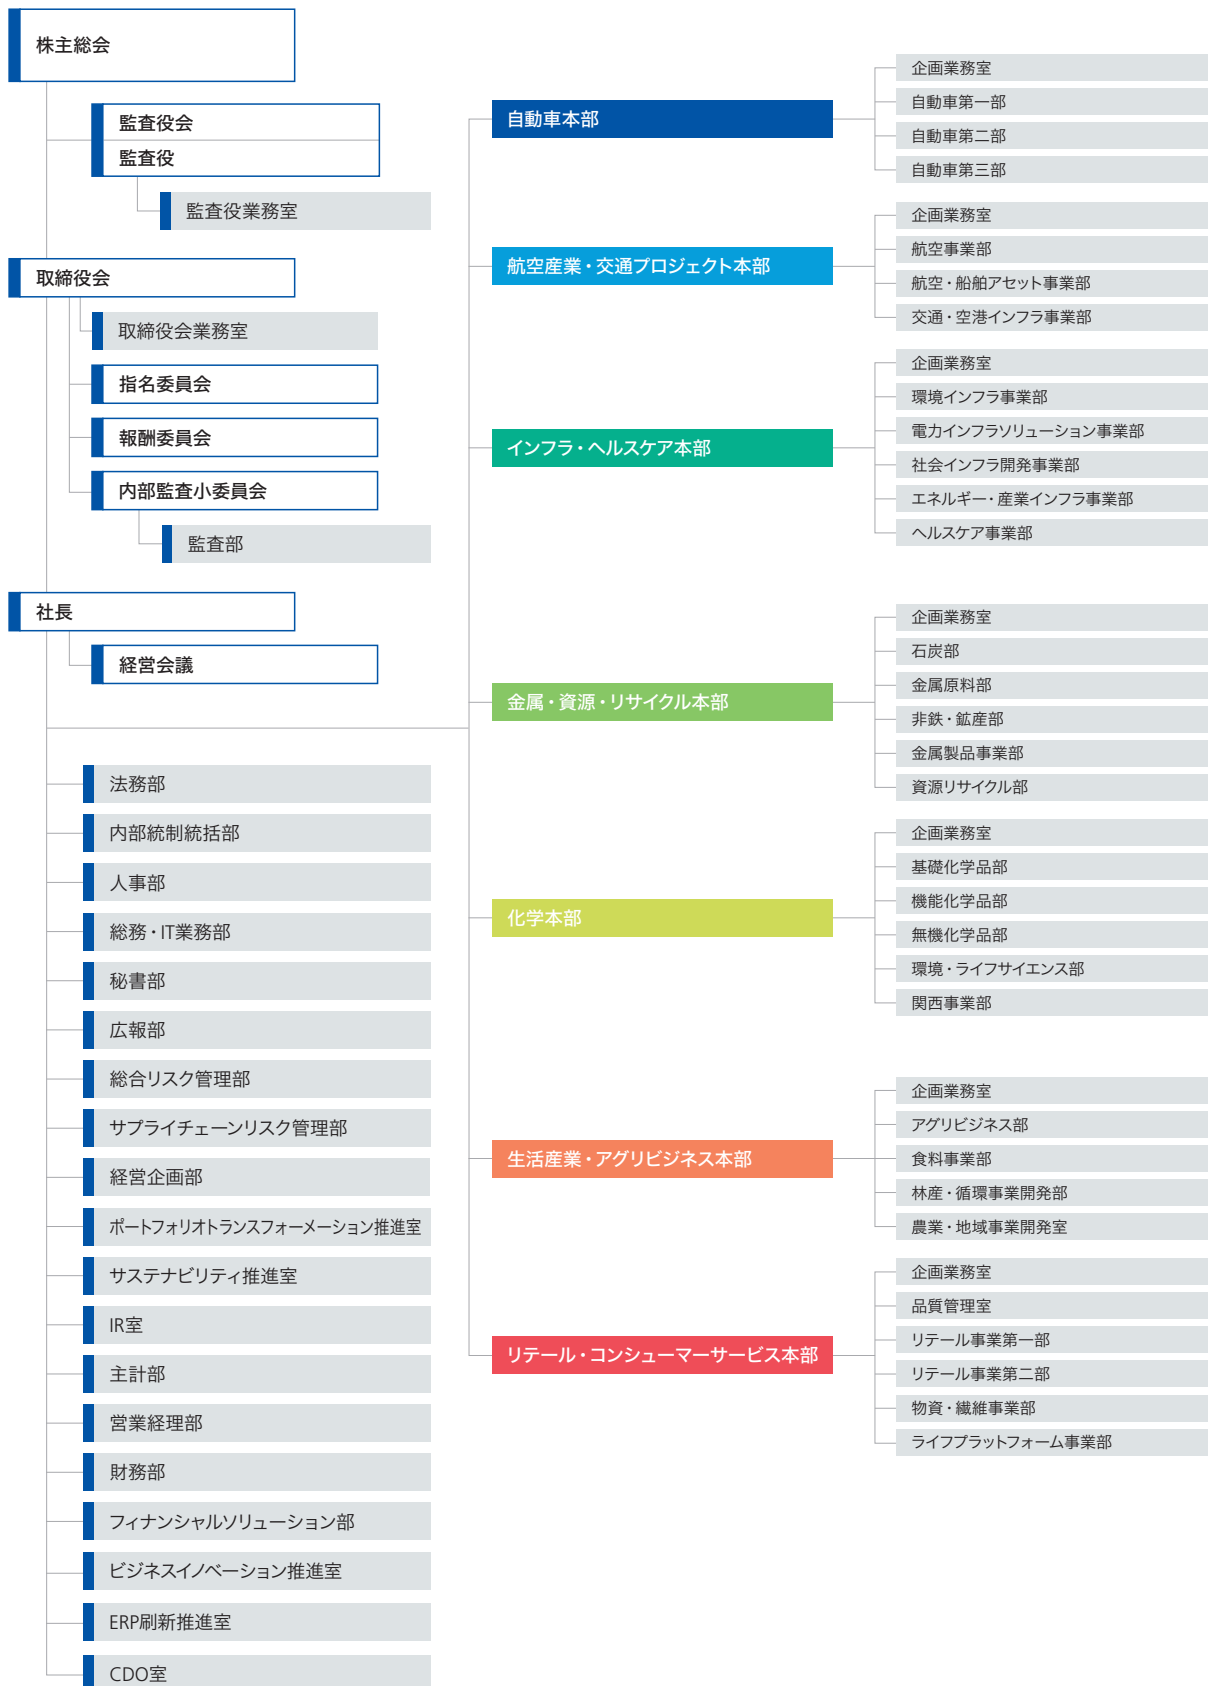 株主総会
監査役会
監査役
監査役業務室
取締役会
取締役会業務室
指名委員会
報酬委員会
内部監査小委員会
監査部
社長
経営会議
法務部
内部統制統括部
人事部
総務・IT業務部
秘書部
広報部
総合リスク管理部
サプライチェーンリスク管理部
経営企画部
ポートフォリオトランスフォーメーション推進室
サステナビリティ推進室
IR室
主計部
営業経理部
財務部
フィナンシャルソリューション部
ビジネスイノベーション推進室
ERP刷新推進室
CDO室
自動車本部
企画業務室
自動車第一部
自動車第二部
自動車第三部
航空産業・交通プロジェクト本部
企画業務室
航空事業部
航空・船舶アセット事業部
交通・空港インフラ事業部
インフラ・ヘルスケア本部
企画業務室
環境インフラ事業部
電力インフラソリューション事業部
社会インフラ開発事業部
エネルギー・産業インフラ事業部
ヘルスケア事業部
金属・資源・リサイクル本部
企画業務室
石炭部
金属原料部
非鉄・鉱産部
金属製品事業部
資源リサイクル部
化学本部
企画業務室
基礎化学品部
機能化学品部
無機化学品部
環境・ライフサイエンス部
関西事業部
生活産業・アグリビジネス本部
企画業務室
アグリビジネス部
食料事業部
林産・循環事業開発部
農業・地域事業開発室
リテール・コンシューマーサービス本部
企画業務室
品質管理室
リテール事業第一部
リテール事業第二部
物資・繊維事業部
ライフプラットフォーム事業部